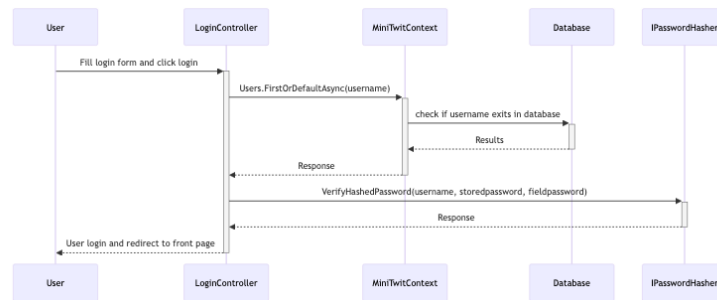 User LoginController MiniTwitContext Database IPasswordHasher
Fill login form and click login
Users.FirstOrDefaultAsync(username)
check if username exits in database
Results
Response
VerifyHashedPassword(username, storedpassword, fieldpassword)
Response
User login and redirect to front page
User LoginController MiniTwitContext Database IPasswordHasher